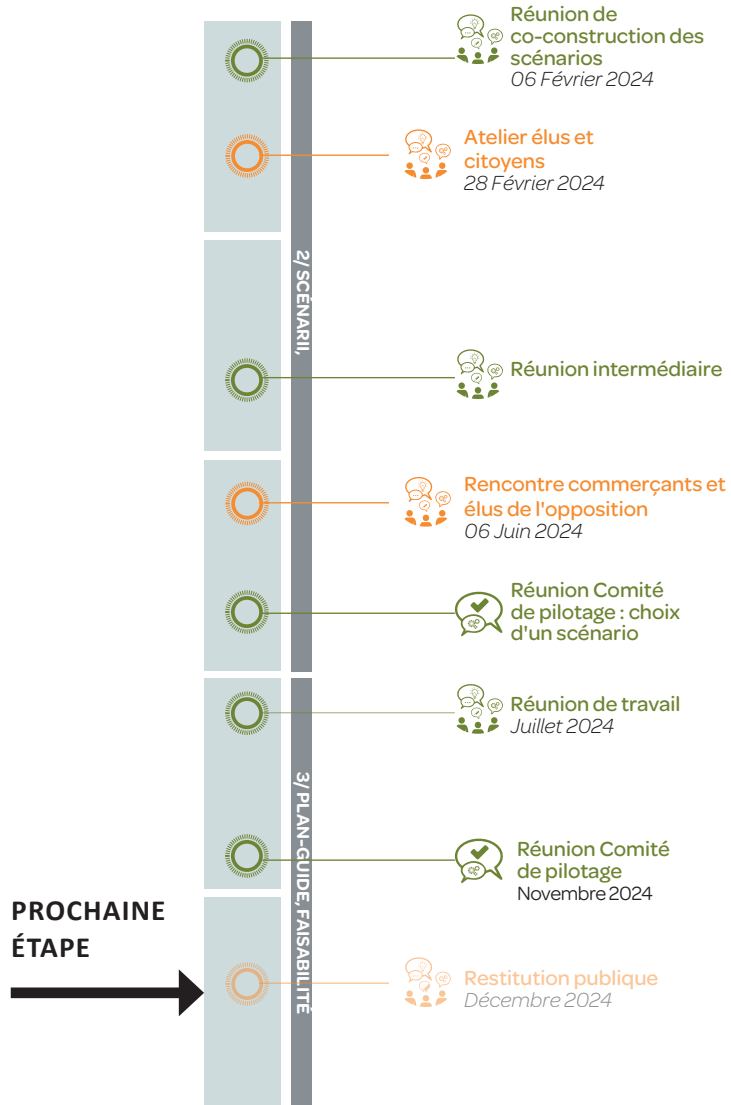 Réunion de
co-construction des
scénarios
06 Février 2024
Atelier élus et
citoyens
28 Février 2024
2/ SCÉNARII,
Réunion intermédiaire
Rencontre commerçants et
élus de l'opposition
06 Juin 2024
Réunion Comité
de pilotage : choix
d'un scénario
Réunion de travail
Juillet 2024
3/ PLAN-GUIDE, FAISABILITÉ
Réunion Comité
de pilotage
Novembre 2024
PROCHAINE
ÉTAPE
Restitution publique
Décembre 2024